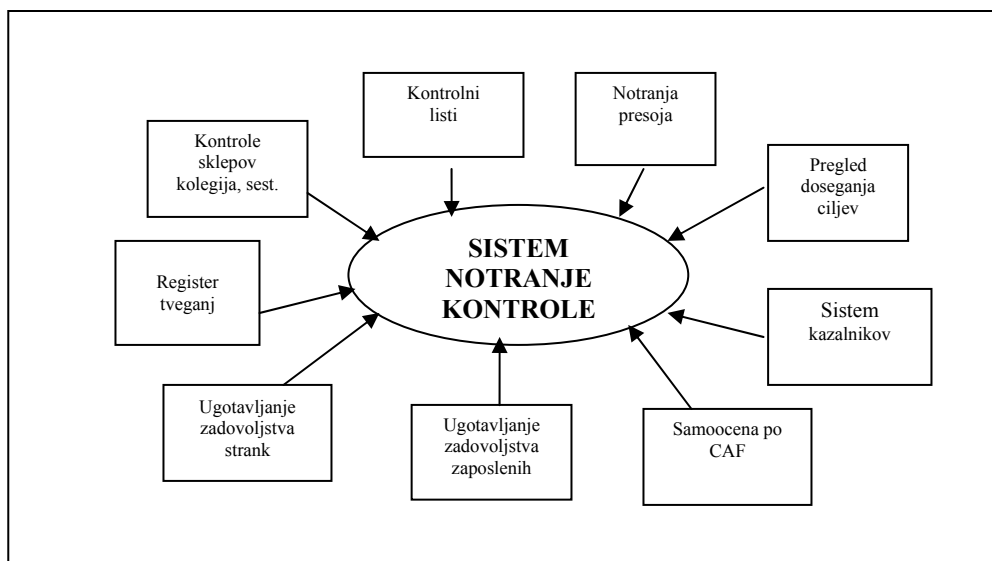 Kontrolni
listi
Notranja
presoja
Kontrole
sklepov
kolegija, sest.
Pregled
doseganja
ciljev
SISTEM
NOTRANJE
KONTROLE
Register
tveganj
Sistem
kazalnikov
Ugotavljanje
zadovoljstva
strank
Ugotavljanje
zadovoljstva
zaposlenih
Samoocena po
CAF